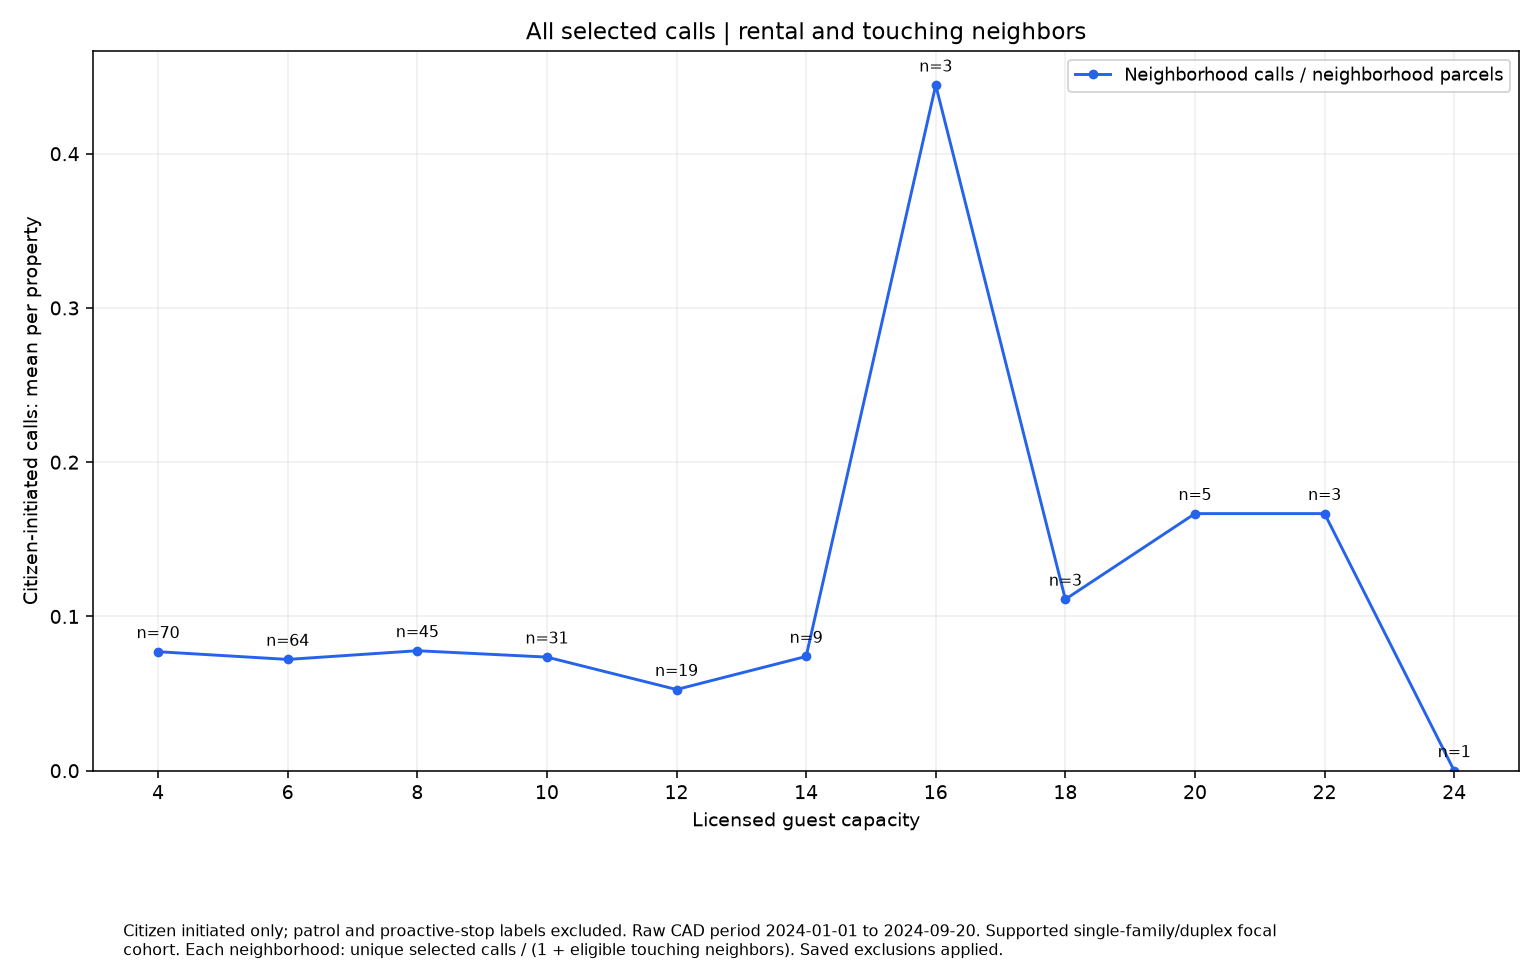 All selected calls | rental and touching neighbors
Neighborhood calls / neighborhood parcels
Citizen-initiated calls: mean per property
0.4
0.3
0.2
0.1
0.0
n=70
n=64
n=45
n=31
n=19
n=9
n=3
n=3
n=5
n=3
n=1
4 6 8 10 12 14 16 18 20 22 24
Licensed guest capacity
Citizen initiated only; patrol and proactive-stop labels excluded. Raw CAD period 2024-01-01 to 2024-09-20. Supported single-family/duplex focal
cohort. Each neighborhood: unique selected calls / (1 + eligible touching neighbors). Saved exclusions applied.